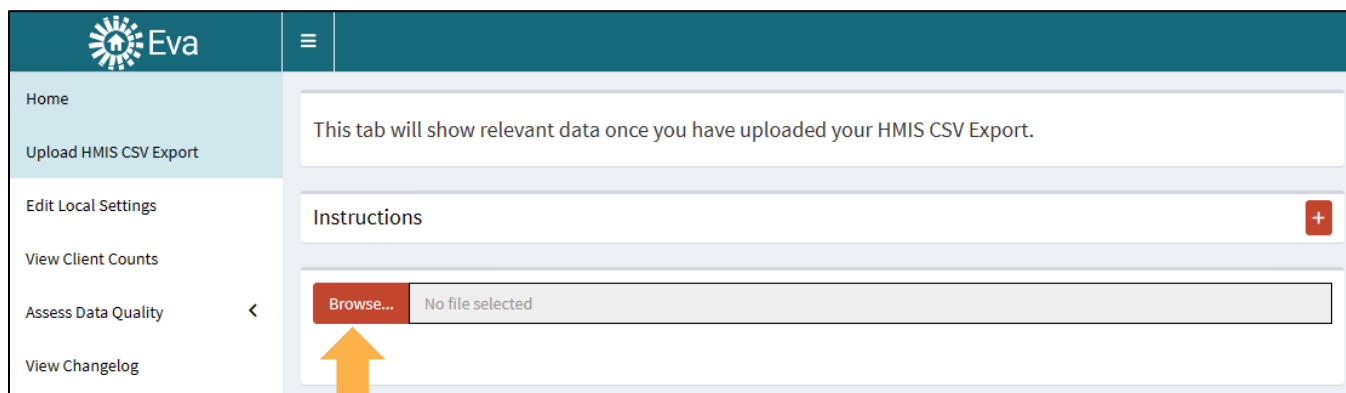 Eva
Home
Upload HMIS CSV Export
Edit Local Settings
View Client Counts
Assess Data Quality
View Changelog
This tab will show relevant data once you have uploaded your HMIS CSV Export.
Instructions
+
Browse... No file selected